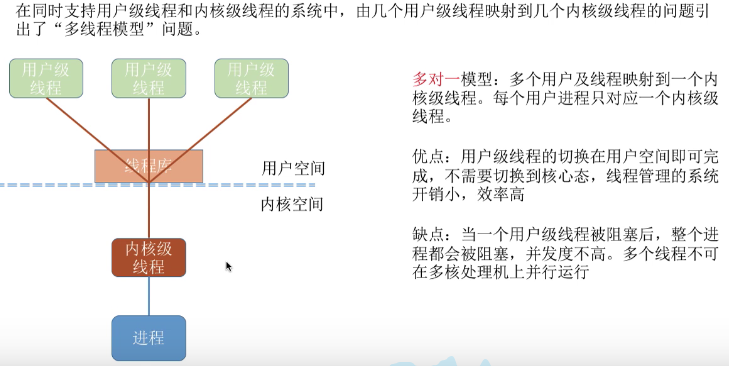 在同时支持用户级线程和内核级线程的系统中，由几个用户级线程映射到几个内核级线程的问题引
出了“多线程模型”问题。
用户级
线程
用户级
线程
用户级
线程
线程库
用户空间
内核空间
内核级
线程
进程
多对一模型：多个用户及线程映射到一个内
核级线程。每个用户进程只对应一个内核级
线程。
优点：用户级线程的切换在用户空间即可完
成，不需要切换到核心态，线程管理的系统
开销小，效率高
缺点：当一个用户级线程被阻塞后，整个进
程都会被阻塞，并发度不高。多个线程不可
在多核处理机上并行运行